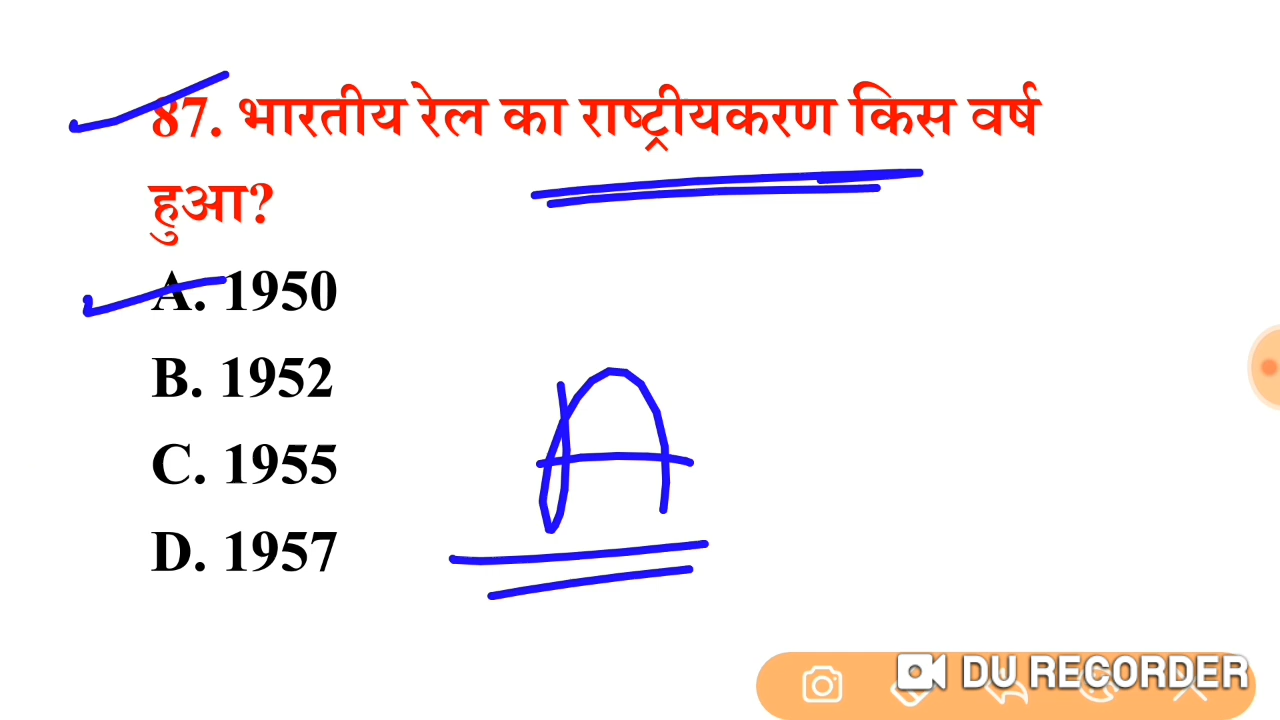 87. भारतीय रेल का राष्ट्रीयकरण किस वर्ष
हुआ?
A. 1950
B. 1952
C. 1955
D. 1957
A
DU RECORDER